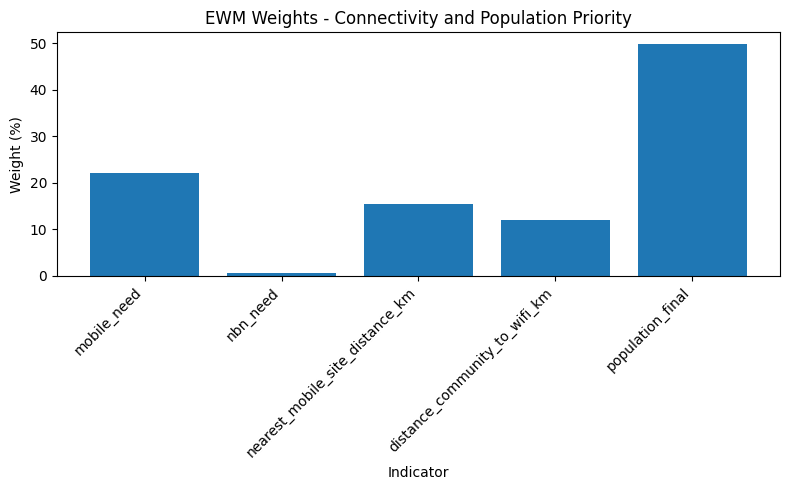 EWM Weights - Connectivity and Population Priority
Weight (%)
50
40
30
20
10
0
mobile_need
nbn_need
nearest_mobile_site_distance_km
distance_community_to_wifi_km
population_final
Indicator